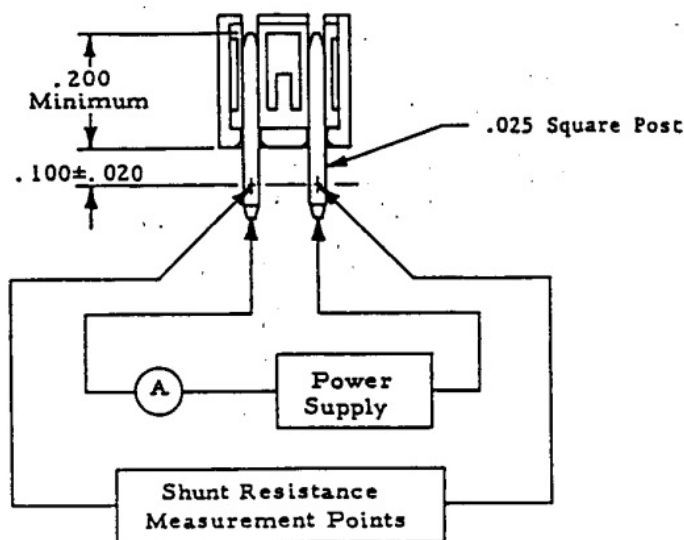 .200
Minimum
.025 Square Post
.100±.020
A
Power
Supply
Shunt Resistance
Measurement Points